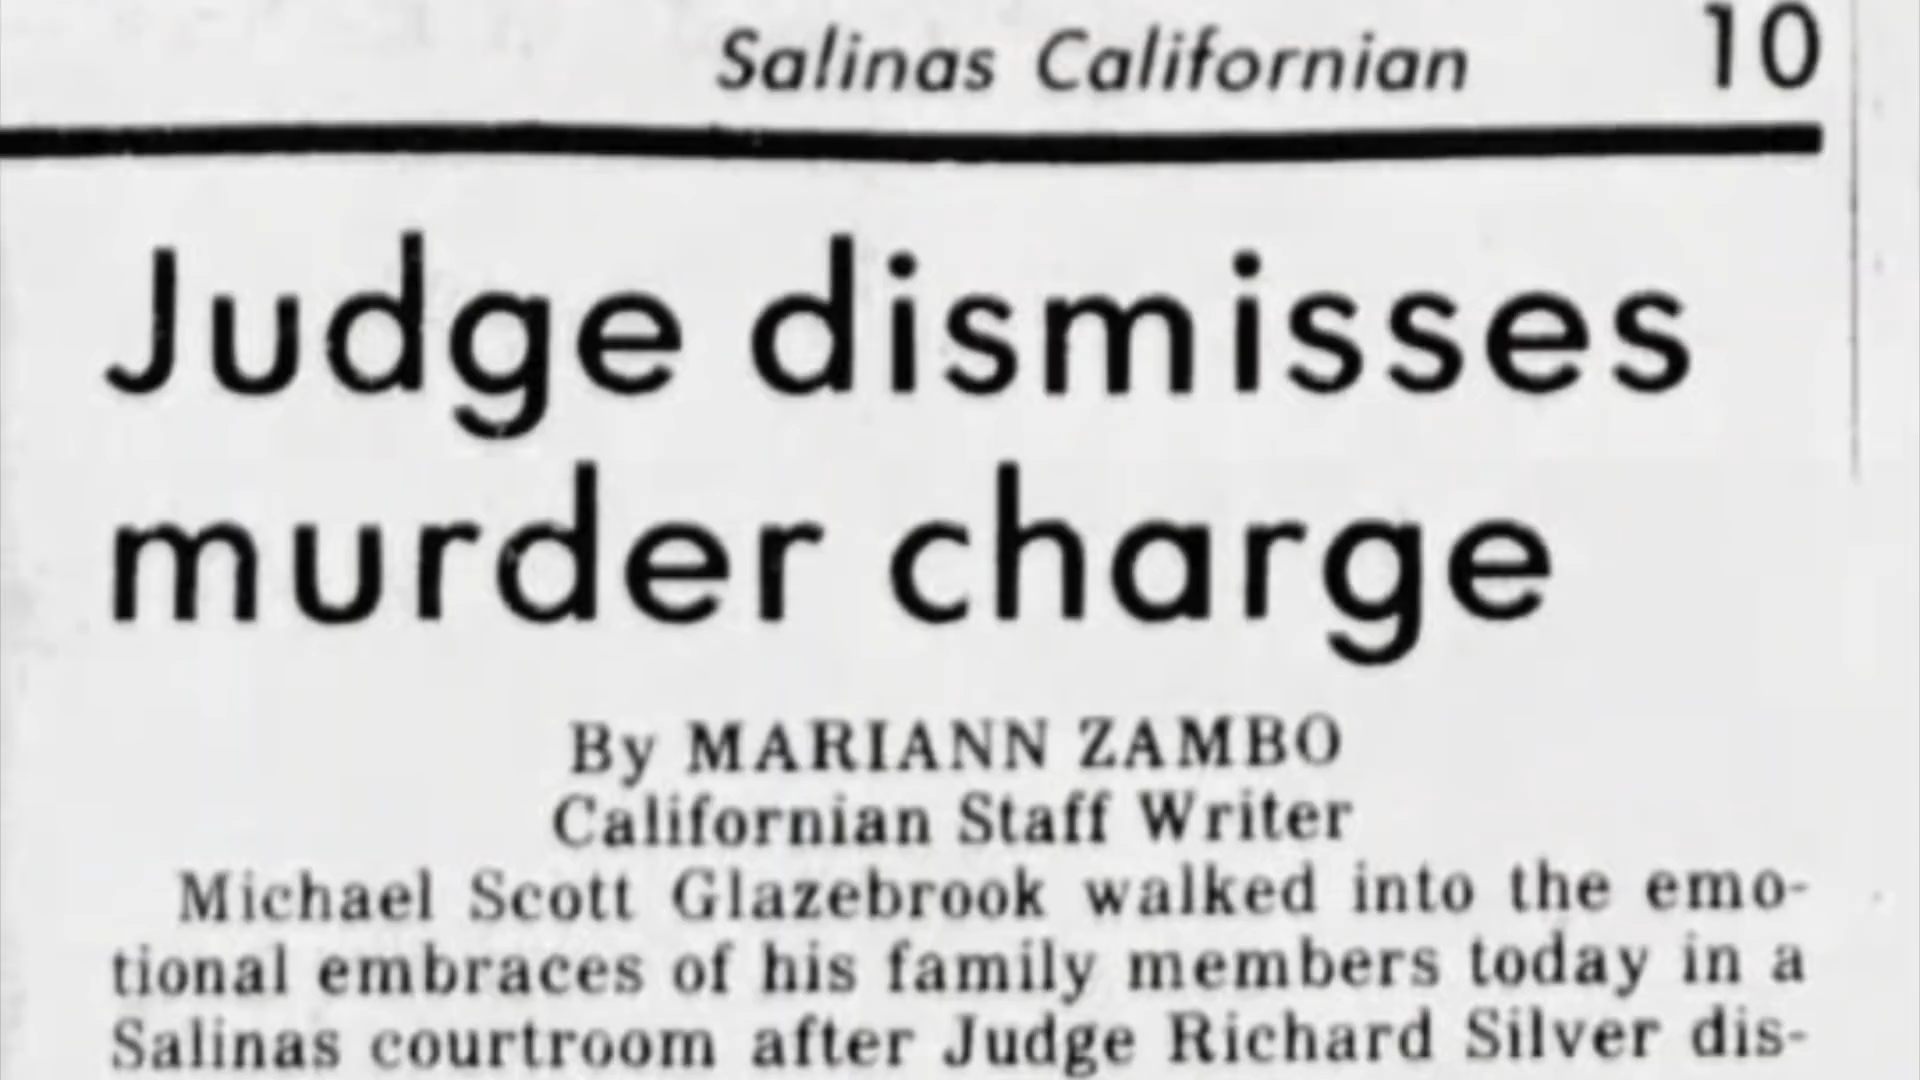 Salinas Californian 10
Judge dismisses
murder charge
By MARIANN ZAMBO
Californian Staff Writer
Michael Scott Glazebrook walked into the emo-
tional embraces of his family members today in a
Salinas courtroom after Judge Richard Silver dis-